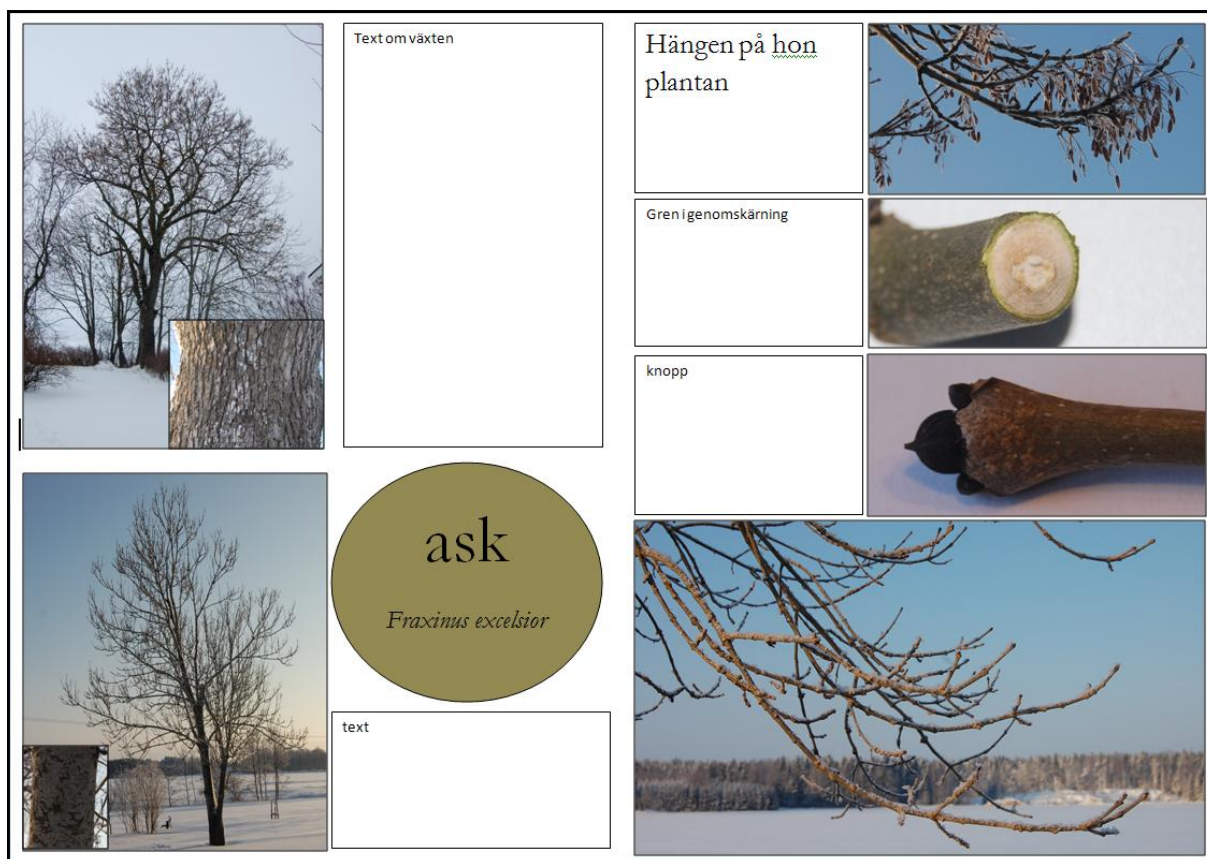 Text om växten
Hängen på hon
plantan
Gren i genomskärning
knopp
ask
Fraxinus excelsior
text